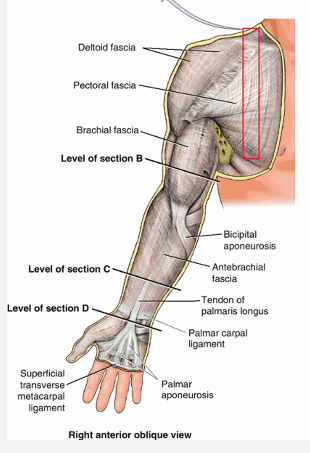 Deltoid fascia
Pectoral fascia
Brachial fascia
Level of section B
Bicipital
aponeurosis
Antebrachial
fascia
Level of section C
Tendon of
palmaris longus
Level of section D
Palmar carpal
ligament
Superficial
transverse
metacarpal
ligament
Palmar
aponeurosis
Right anterior oblique view